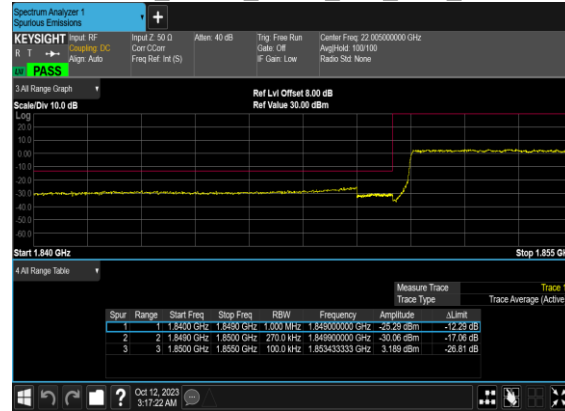 Spectrum Analyzer 1
Spurious Emissions
+
KEYSIGHT
R T
LW PASS
Input: RF
Coupling: DC
Align: Auto
Input Z: 50 Ω
Corr CCorr
Freq Ref: Int (S)
Atten: 40 dB
Trig: Free Run
Gate: Off
IF Gain: Low
Center Freq: 22.005000000 GHz
Avg|Hold: 100/100
Radio Std: None
3 All Range Graph
Scale/Div 10.0 dB
Ref Lvl Offset 8.00 dB
Ref Value 30.00 dBm
Log
20.0
10.0
0.00
-10.0
-20.0
-30.0
-40.0
-50.0
-60.0
Start 1.840 GHz
Stop 1.855 GH
4 All Range Table
Measure Trace Trace 1
Trace Type Trace Average (Active
Spur Range Start Freq Stop Freq RBW Frequency Amplitude ΔLimit
1 1 1.8400 GHz 1.8490 GHz 1.000 MHz 1.849000000 GHz -25.29 dBm -12.29 dB
2 2 1.8490 GHz 1.8500 GHz 270.0 kHz 1.849900000 GHz -30.06 dBm -17.06 dB
3 3 1.8500 GHz 1.8550 GHz 100.0 kHz 1.853433333 GHz 3.189 dBm -26.81 dB
?
Oct 12, 2023
3:17:22 AM